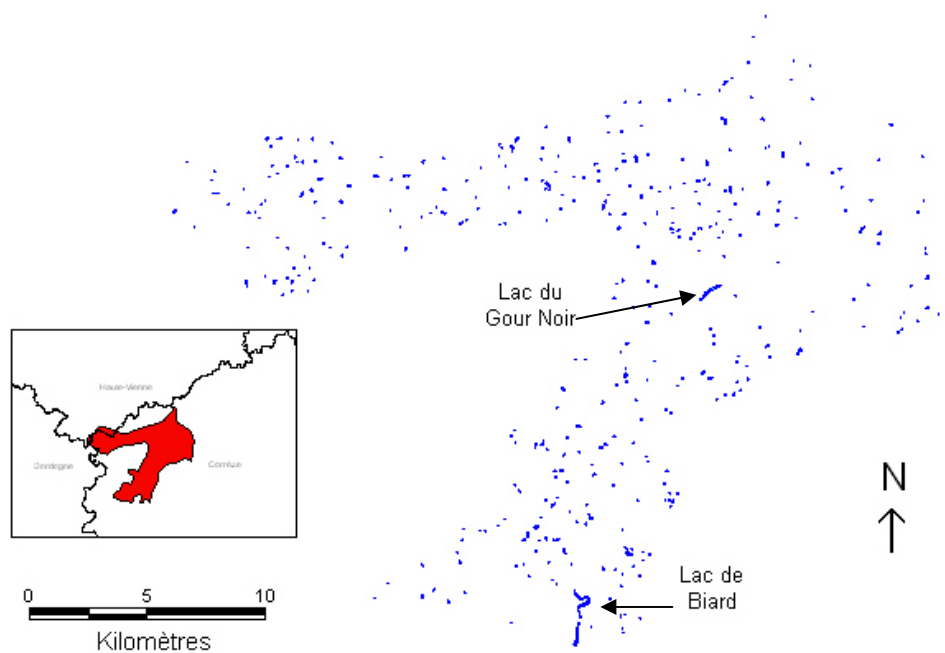 Lac du
Gour Noir
Haute-Vienne
Dordogne
Corrèze
N
Lac de
Biard
0 5 10
Kilomètres